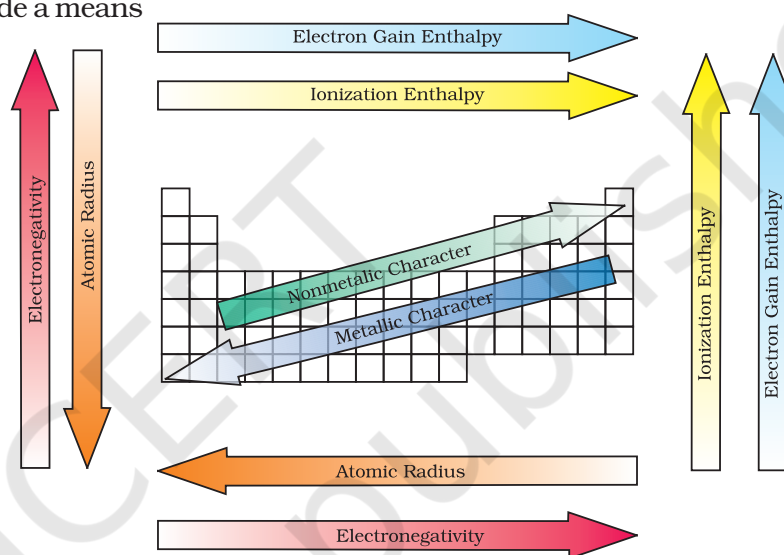 de a means
Electron Gain Enthalpy
Ionization Enthalpy
Electronegativity
Atomic Radius
Nonmetalic Character
Metallic Character
Ionization Enthalpy
Electron Gain Enthalpy
Atomic Radius
Electronegativity